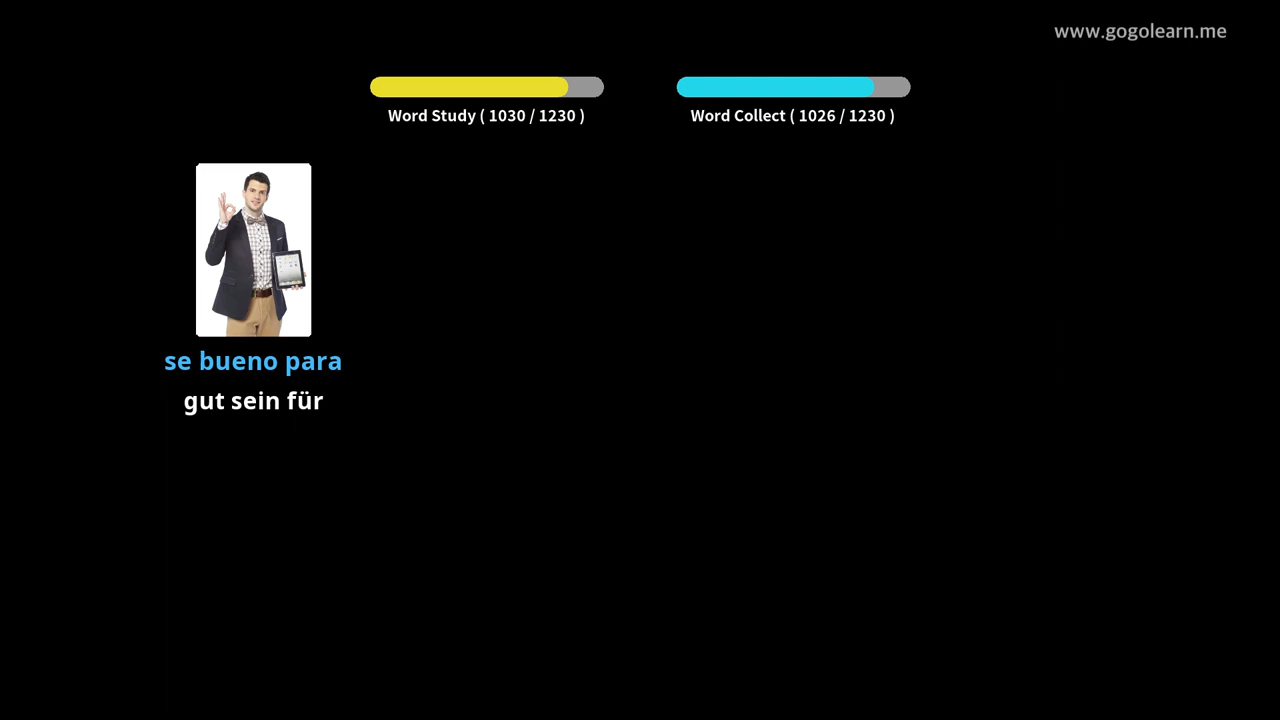 www.gogolearn.me
Word Study ( 1030 / 1230 )
Word Collect ( 1026 / 1230 )
se bueno para
gut sein für